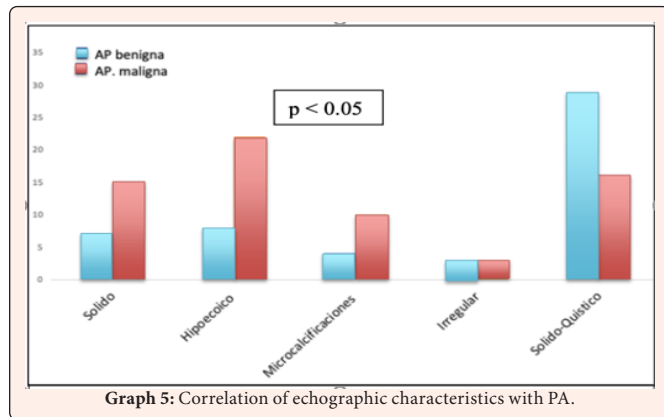 35
30
25
20
15
10
5
0
AP benigna
AP. maligna
p < 0.05
Solido
Hipoecoico
Microcalcificaciones
Irregular
Solido-Quistico
Graph 5: Correlation of echographic characteristics with PA.